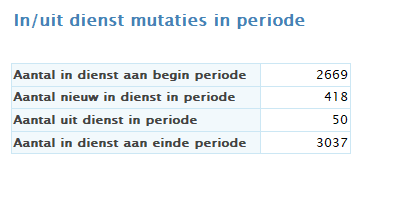 In/uit dienst mutaties in periode
Aantal in dienst aan begin periode 2669
Aantal nieuw in dienst in periode 418
Aantal uit dienst in periode 50
Aantal in dienst aan einde periode 3037